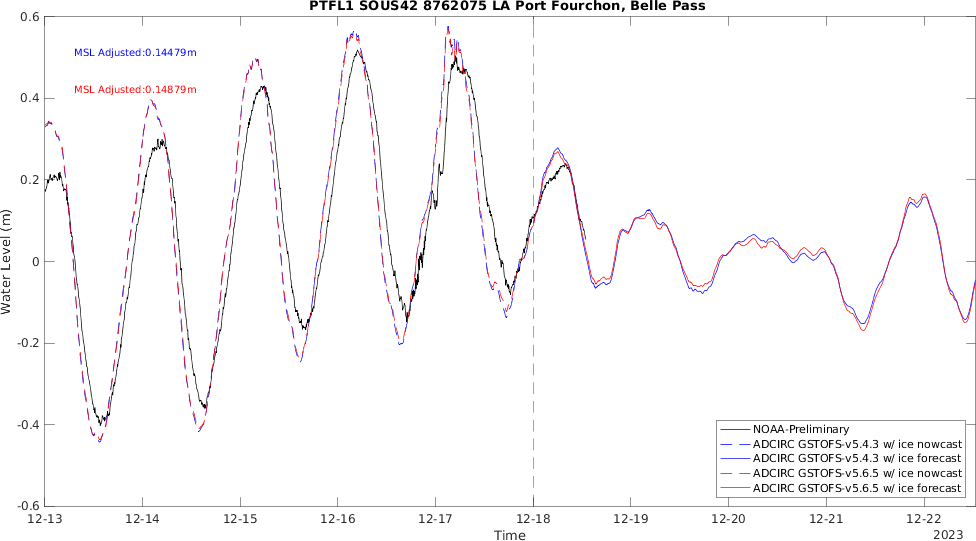 PTFL1 SOUS42 8762075 LA Port Fourchon, Belle Pass
0.6
MSL Adjusted:0.14479m
MSL Adjusted:0.14879m
0.4
0.2
0
-0.2
-0.4
-0.6
Water Level (m)
NOAA-Preliminary
ADCIRC GSTOFS-v5.4.3 w/ ice nowcast
ADCIRC GSTOFS-v5.4.3 w/ ice forecast
ADCIRC GSTOFS-v5.6.5 w/ ice nowcast
ADCIRC GSTOFS-v5.6.5 w/ ice forecast
12-13 12-14 12-15 12-16 12-17 12-18 12-19 12-20 12-21 12-22
Time
2023